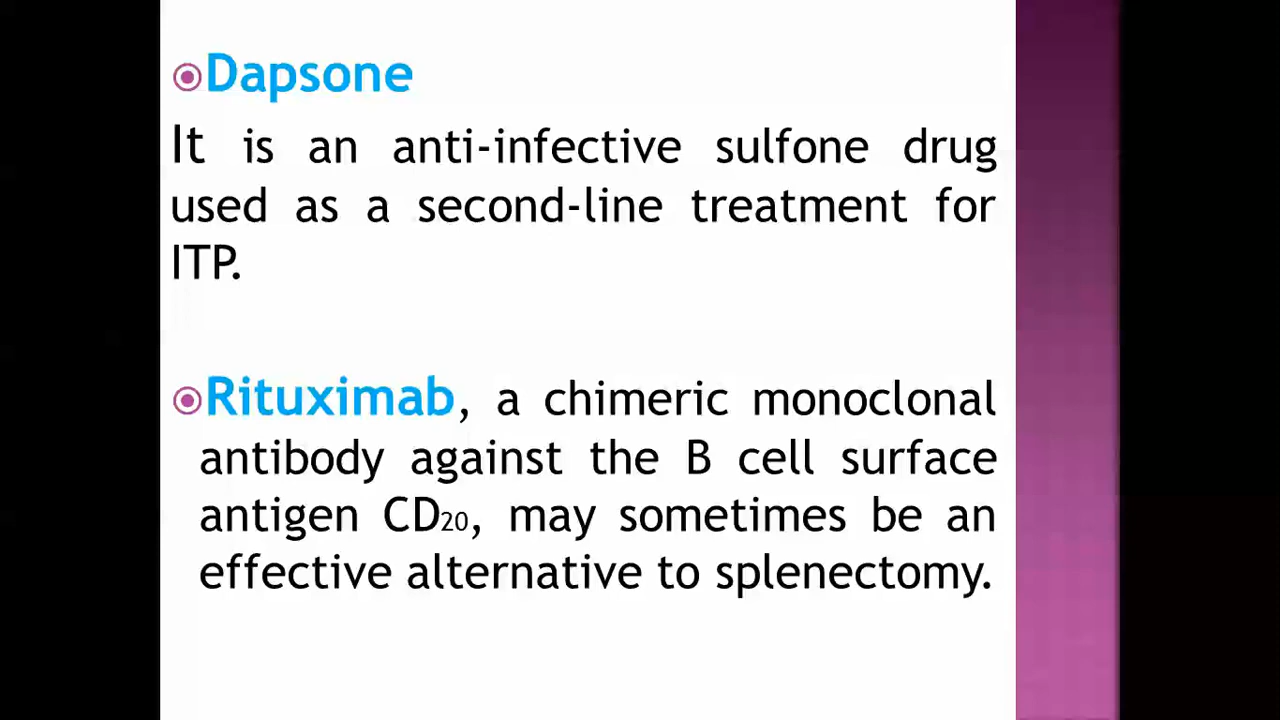 Dapsone
It is an anti-infective sulfone drug
used as a second-line treatment for
ITP.
Rituximab, a chimeric monoclonal
antibody against the B cell surface
antigen CD20, may sometimes be an
effective alternative to splenectomy.